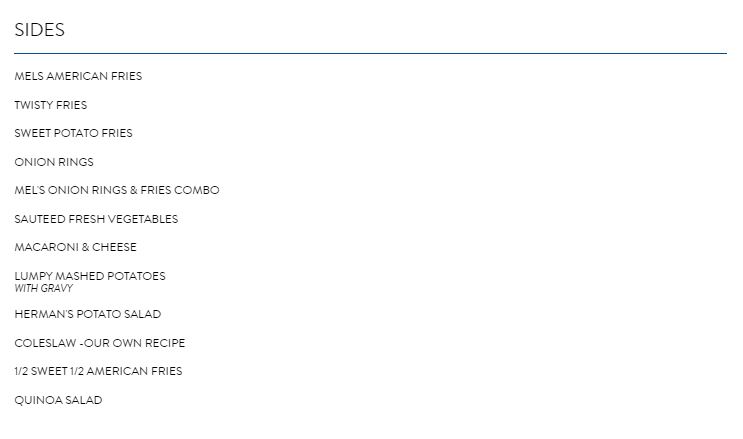 SIDES
MELS AMERICAN FRIES
TWISTY FRIES
SWEET POTATO FRIES
ONION RINGS
MEL'S ONION RINGS & FRIES COMBO
SAUTEED FRESH VEGETABLES
MACARONI & CHEESE
LUMPY MASHED POTATOES
WITH GRAVY
HERMAN'S POTATO SALAD
COLESLAW -OUR OWN RECIPE
1/2 SWEET 1/2 AMERICAN FRIES
QUINOA SALAD